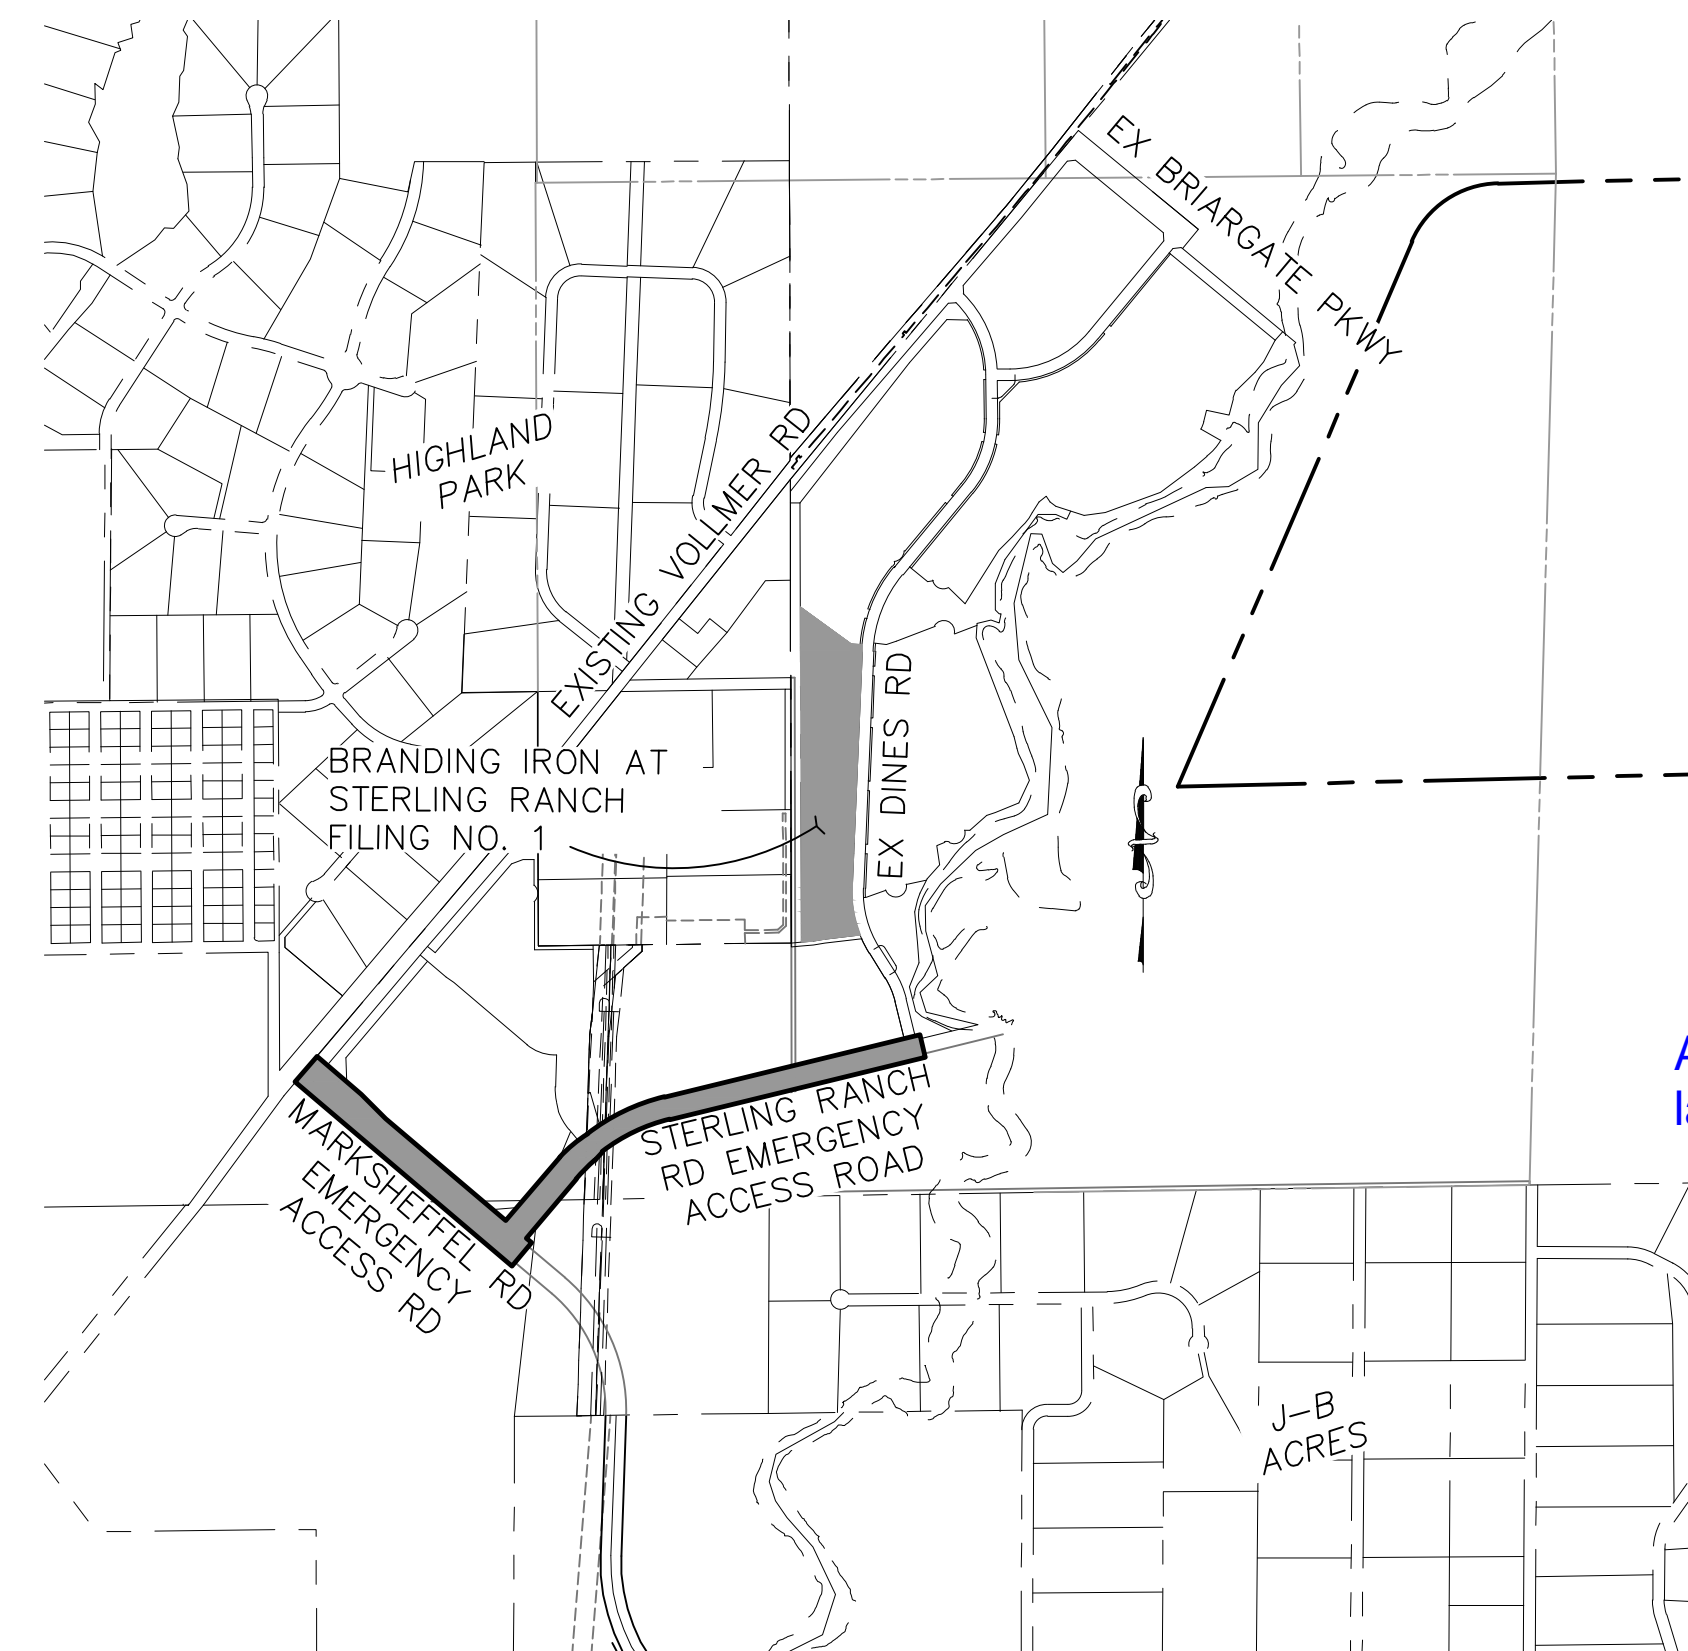 EX BRIARGATE PKWY
HIGHLAND
PARK
EXISTING VOLLMER RD
EX DINES RD
BRANDING IRON AT
STERLING RANCH
FILING NO. 1
STERLING RANCH
RD EMERGENCY
ACCESS ROAD
MARKSHEFFEL RD
EMERGENCY
ACCESS RD
J-B
ACRES